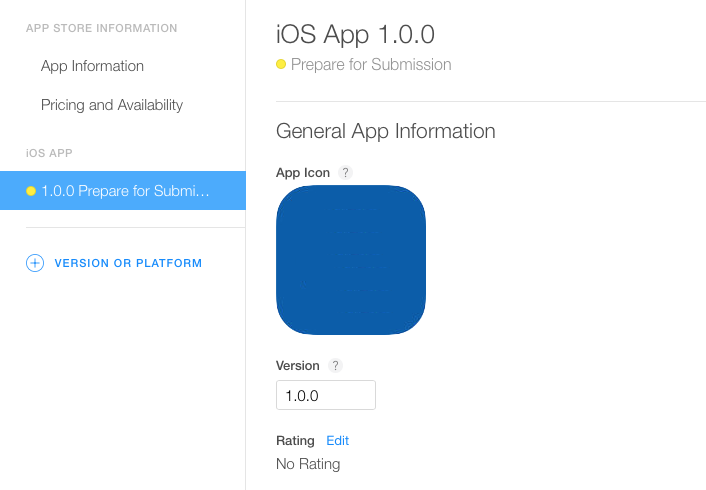 APP STORE INFORMATION
App Information
Pricing and Availability
iOS APP
1.0.0 Prepare for Submi...
VERSION OR PLATFORM
iOS App 1.0.0
Prepare for Submission
General App Information
App Icon ?
Version ?
1.0.0
Rating Edit
No Rating